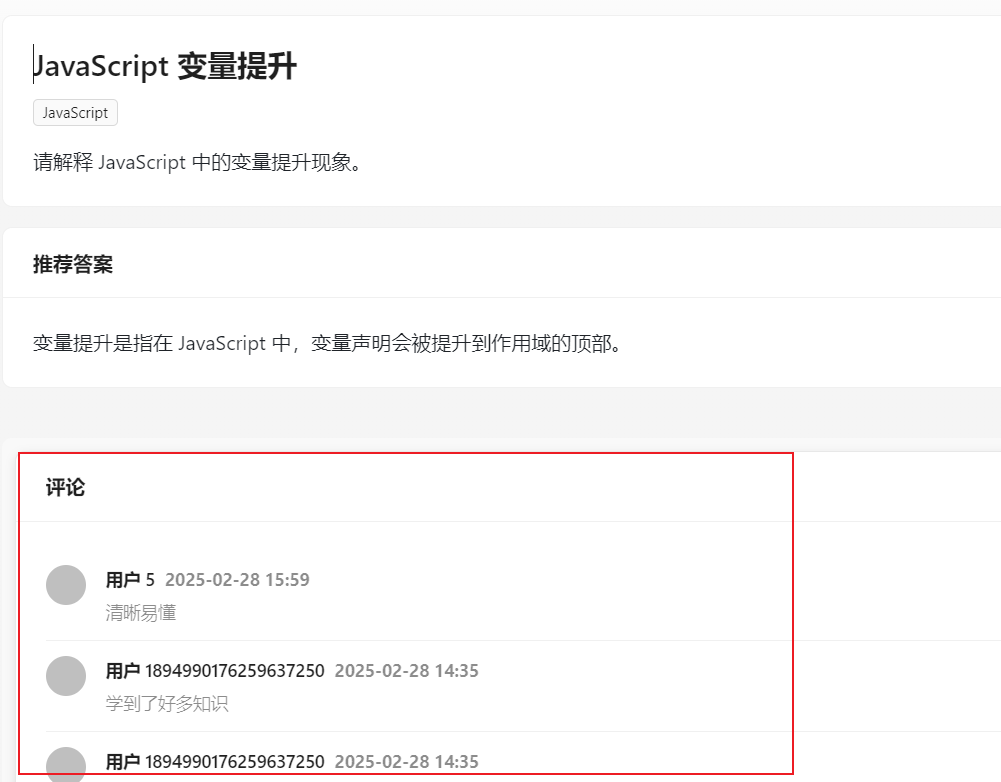 JavaScript 变量提升
JavaScript
请解释 JavaScript 中的变量提升现象。
推荐答案
变量提升是指在 JavaScript 中，变量声明会被提升到作用域的顶部。
评论
用户 5 2025-02-28 15:59
清晰易懂
用户 1894990176259637250 2025-02-28 14:35
学到了好多知识
用户 1894990176259637250 2025-02-28 14:35